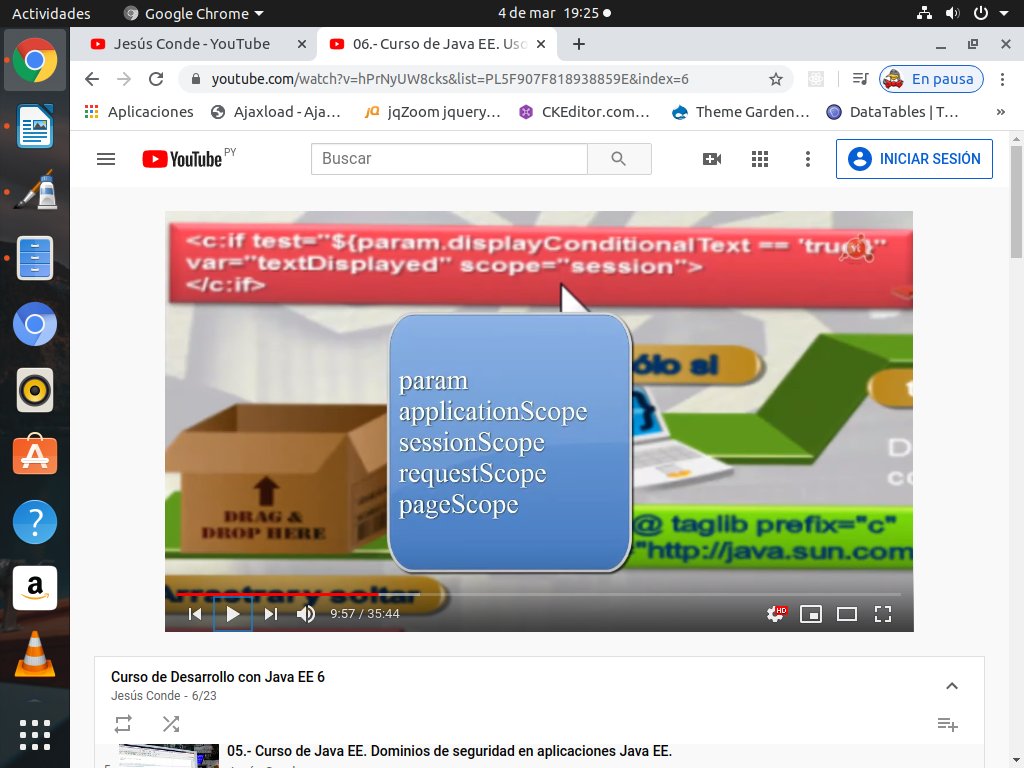 Actividades
Google Chrome
4 de mar 19:25
Jesús Conde - YouTube
06.- Curso de Java EE. Uso
youtube.com/watch?v=hPrNyUW8cks&list=PL5F907F818938859E&index=6
En pausa
Aplicaciones
Ajaxload - Aja...
jqZoom jquery...
CKEditor.com...
Theme Garden...
DataTables | T...
»
YouTube PY
Buscar
INICIAR SESIÓN
<c:if test="${param.displayConditionalText == 'true'}"
var="textDisplayed" scope="session">
</c:if>
param
applicationScope
sessionScope
requestScope
pageScope
ólo si
DRAG &
DROP HERE
@ taglib prefix="c"
"http://java.sun.com
Arrastrar y soltar
9:57 / 35:44
HD
Curso de Desarrollo con Java EE 6
Jesús Conde - 6/23
05.- Curso de Java EE. Dominios de seguridad en aplicaciones Java EE.